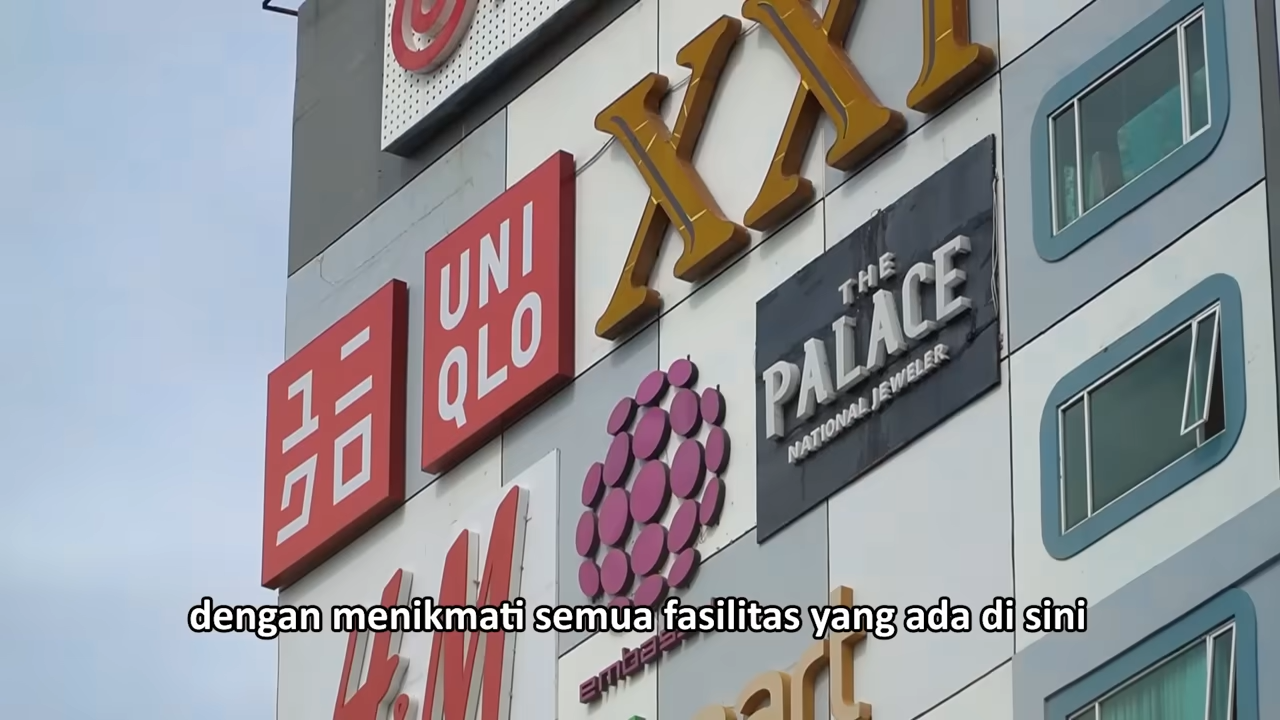 XXI
UNI
QLO
ユニ
クロ
THE
PALACE
NATIONAL JEWELER
H&M
dengan menikmati semua fasilitas yang ada di sini